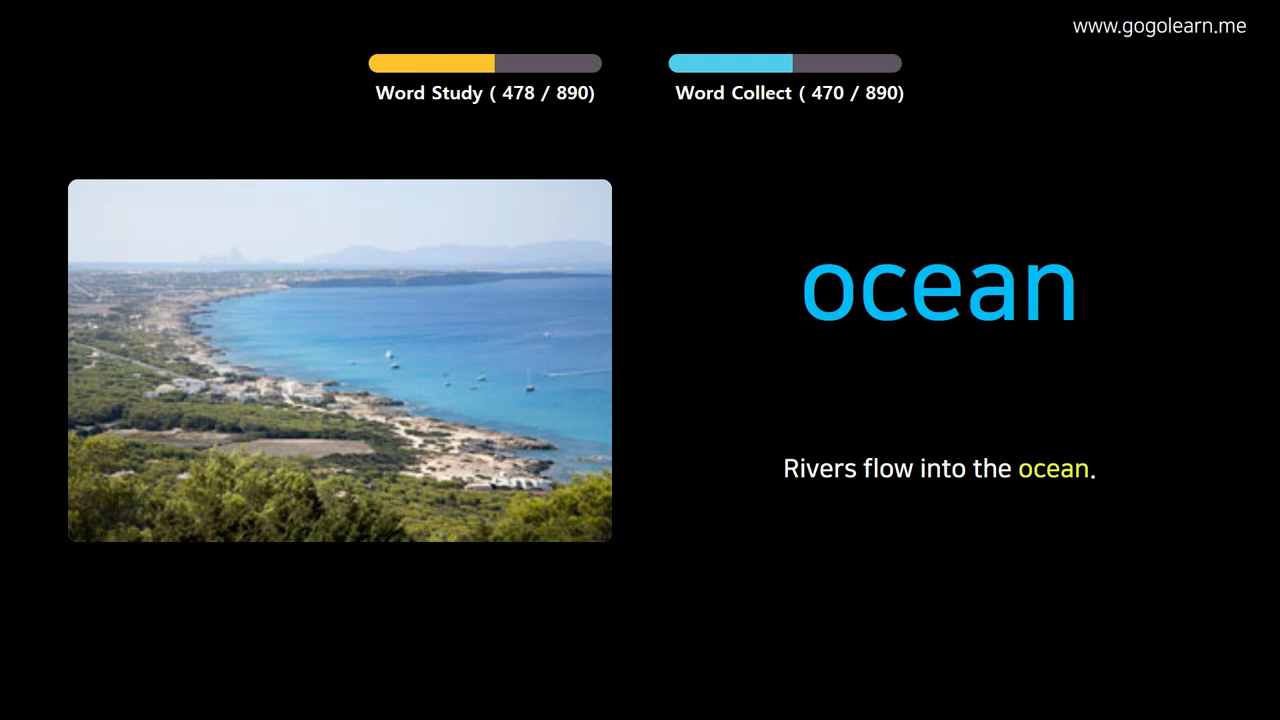 www.gogolearn.me
Word Study ( 478 / 890)
Word Collect ( 470 / 890)
ocean
Rivers flow into the ocean.